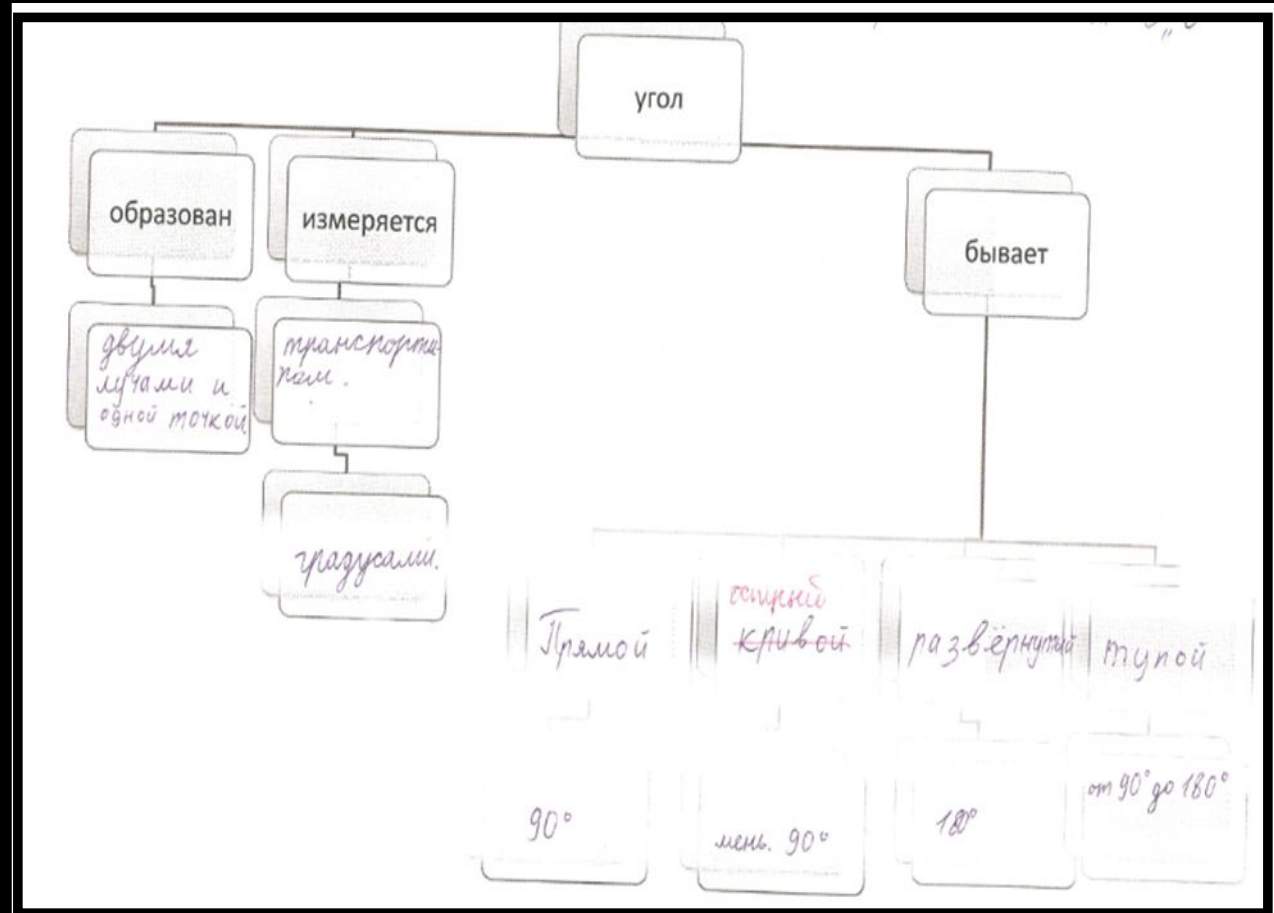 угол
образован
измеряется
бывает
двумя
лучами и
одной точкой
транспорти-
ром.
градусами.
острый
Прямой
кривой
развёрнутый
тупой
90°
мень. 90°
180°
от 90° до 180°